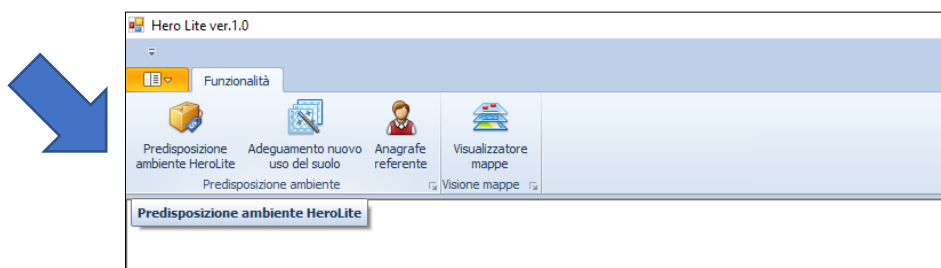 Hero Lite ver.1.0
Funzionalità
Predisposizione
ambiente HeroLite
Adeguamento nuovo
uso del suolo
Anagrafe
referente
Visualizzatore
mappe
Predisposizione ambiente
Visione mappe
Predisposizione ambiente HeroLite